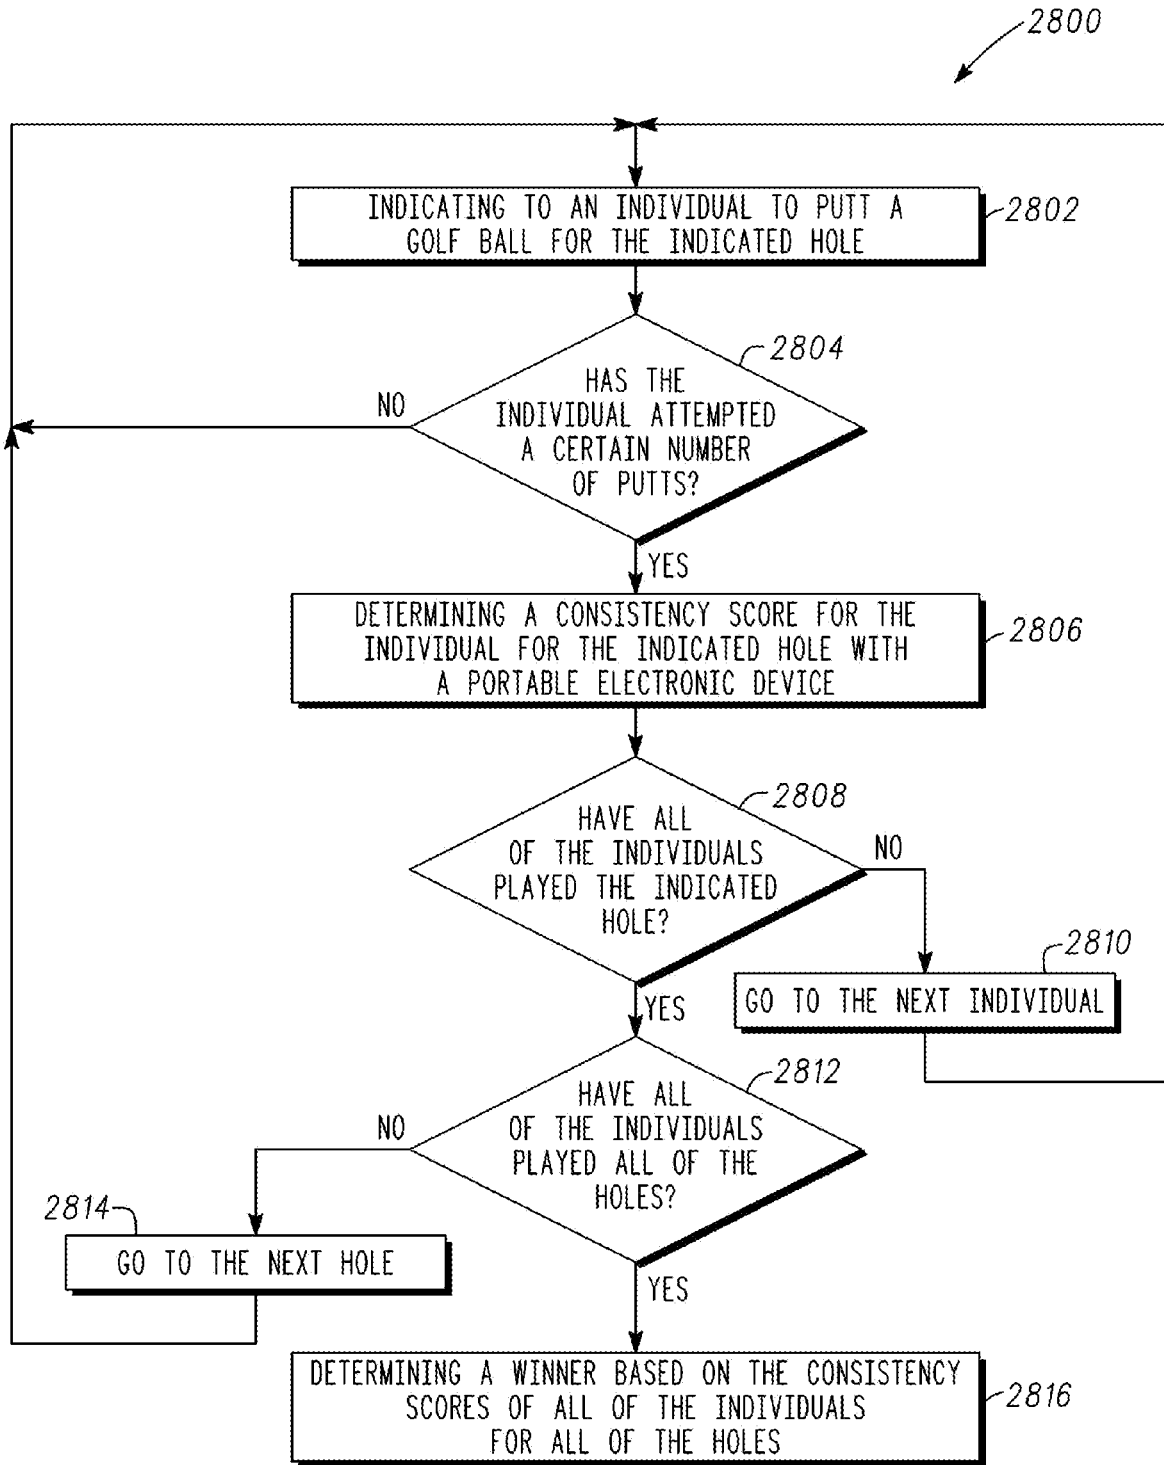 2800
INDICATING TO AN INDIVIDUAL TO PUTT A
GOLF BALL FOR THE INDICATED HOLE
2802
2804
HAS THE
INDIVIDUAL ATTEMPTED
A CERTAIN NUMBER
OF PUTTS?
NO
YES
DETERMINING A CONSISTENCY SCORE FOR THE
INDIVIDUAL FOR THE INDICATED HOLE WITH
A PORTABLE ELECTRONIC DEVICE
2806
2808
HAVE ALL
OF THE INDIVIDUALS
PLAYED THE INDICATED
HOLE?
NO
2810
GO TO THE NEXT INDIVIDUAL
YES
2812
HAVE ALL
OF THE INDIVIDUALS
PLAYED ALL OF THE
HOLES?
NO
2814
GO TO THE NEXT HOLE
YES
DETERMINING A WINNER BASED ON THE CONSISTENCY
SCORES OF ALL OF THE INDIVIDUALS
FOR ALL OF THE HOLES
2816